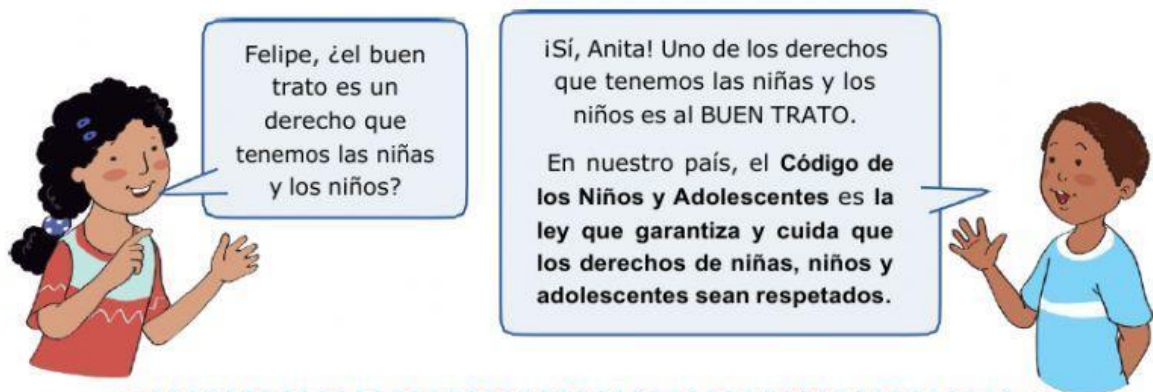 Felipe, ¿el buen
trato es un
derecho que
tenemos las niñas
y los niños?
¡Sí, Anita! Uno de los derechos
que tenemos las niñas y los
niños es al BUEN TRATO.
En nuestro país, el Código de
los Niños y Adolescentes es la
ley que garantiza y cuida que
los derechos de niñas, niños y
adolescentes sean respetados.